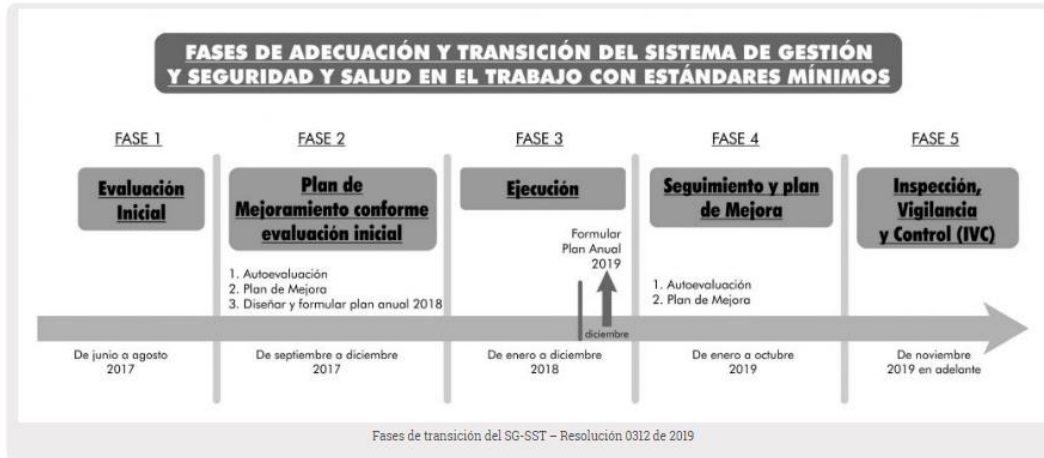 FASES DE ADECUACIÓN Y TRANSICIÓN DEL SISTEMA DE GESTIÓN
Y SEGURIDAD Y SALUD EN EL TRABAJO CON ESTÁNDARES MÍNIMOS
FASE 1
Evaluación
Inicial
De junio a agosto
2017
FASE 2
Plan de
Mejoramiento conforme
evaluación inicial
1. Autoevaluación
2. Plan de Mejora
3. Diseñar y formular plan anual 2018
De septiembre a diciembre
2017
FASE 3
Ejecución
Formular
Plan Anual
2019
diciembre
De enero a diciembre
2018
FASE 4
Seguimiento y plan
de Mejora
1. Autoevaluación
2. Plan de Mejora
De enero a octubre
2019
FASE 5
Inspección,
Vigilancia
y Control (IVC)
De noviembre
2019 en adelante
Fases de transición del SG-SST – Resolución 0312 de 2019